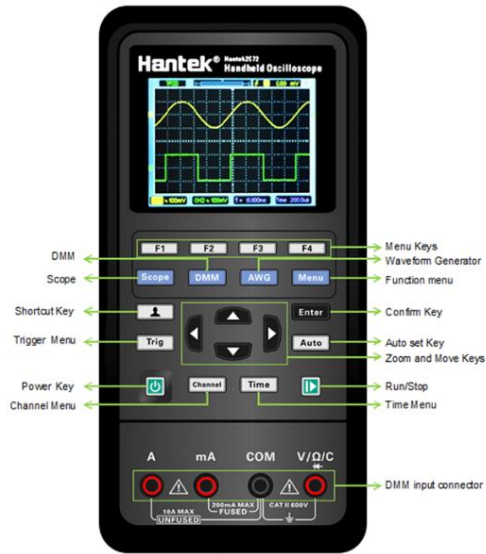 Hantek® Hantek2C72
Handheld Oscilloscope
F1 F2 F3 F4 Menu Keys
DMM Waveform Generator
Scope Scope DMM AWG Menu Function menu
Shortcut Key Enter Confirm Key
Trigger Menu Trig Auto Auto set Key
Zoom and Move Keys
Power Key Run/Stop
Channel Menu Channel Time Time Menu
A mA COM V/Ω/C
DMM input connector
10A MAX 200mA MAX CAT II 600V
UNFUSED FUSED